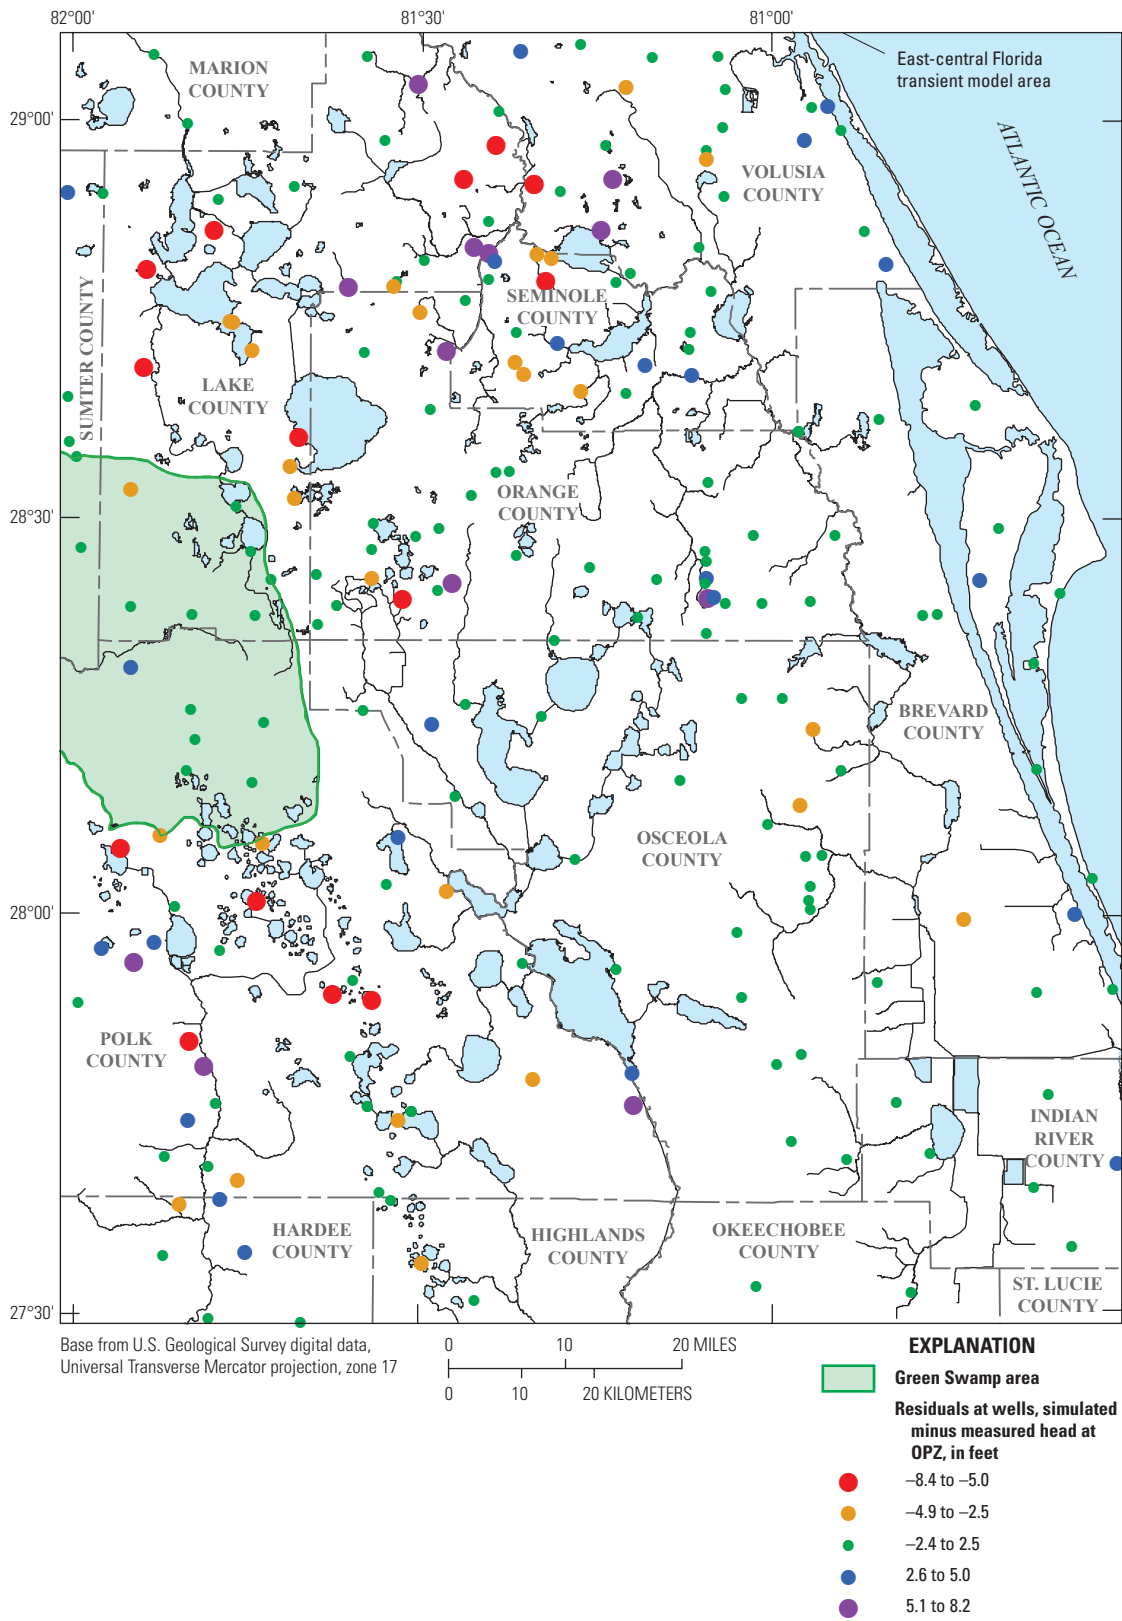 82°00'
81°30'
81°00'
MARION
COUNTY
East-central Florida
transient model area
29°00'
ATLANTIC OCEAN
VOLUSIA
COUNTY
SUMTER COUNTY
SEMINOLE
COUNTY
LAKE
COUNTY
ORANGE
COUNTY
28°30'
BREVARD
COUNTY
OSCEOLA
COUNTY
28°00'
POLK
COUNTY
INDIAN
RIVER
COUNTY
HARDEE
COUNTY
HIGHLANDS
COUNTY
OKEECHOBEE
COUNTY
ST. LUCIE
COUNTY
27°30'
Base from U.S. Geological Survey digital data,
Universal Transverse Mercator projection, zone 17
0 10 20 MILES
0 10 20 KILOMETERS
EXPLANATION
Green Swamp area
Residuals at wells, simulated
minus measured head at
OPZ, in feet
–8.4 to –5.0
–4.9 to –2.5
–2.4 to 2.5
2.6 to 5.0
5.1 to 8.2